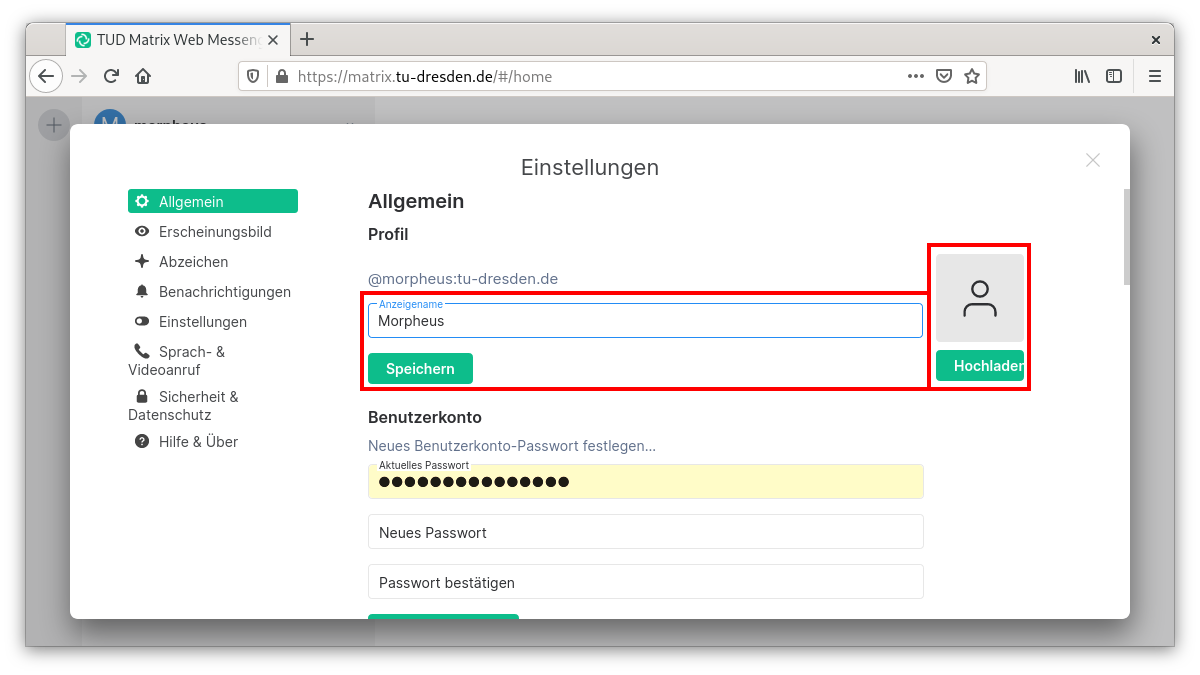 TUD Matrix Web Messeng
https://matrix.tu-dresden.de/#/home
M morpheus
Einstellungen
Allgemein
Erscheinungsbild
Abzeichen
Benachrichtigungen
Einstellungen
Sprach- &
Videoanruf
Sicherheit &
Datenschutz
Hilfe & Über
Allgemein
Profil
@morpheus:tu-dresden.de
Anzeigename
Morpheus
Speichern
Hochladen
Benutzerkonto
Neues Benutzerkonto-Passwort festlegen...
Aktuelles Passwort
●●●●●●●●●●●●●●●
Neues Passwort
Passwort bestätigen